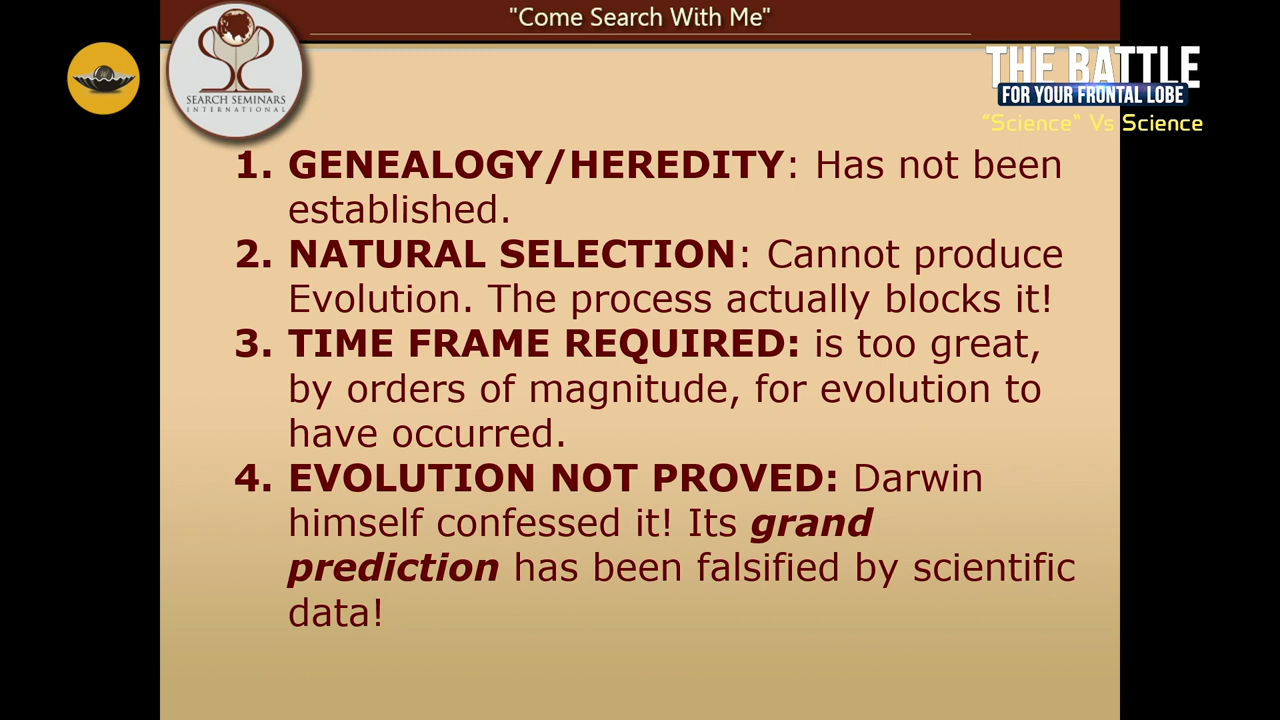 "Come Search With Me"
SEARCH SEMINARS
INTERNATIONAL
THE BATTLE
FOR YOUR FRONTAL LOBE
"Science" Vs Science
1. GENEALOGY/HEREDITY: Has not been
established.
2. NATURAL SELECTION: Cannot produce
Evolution. The process actually blocks it!
3. TIME FRAME REQUIRED: is too great,
by orders of magnitude, for evolution to
have occurred.
4. EVOLUTION NOT PROVED: Darwin
himself confessed it! Its grand
prediction has been falsified by scientific
data!